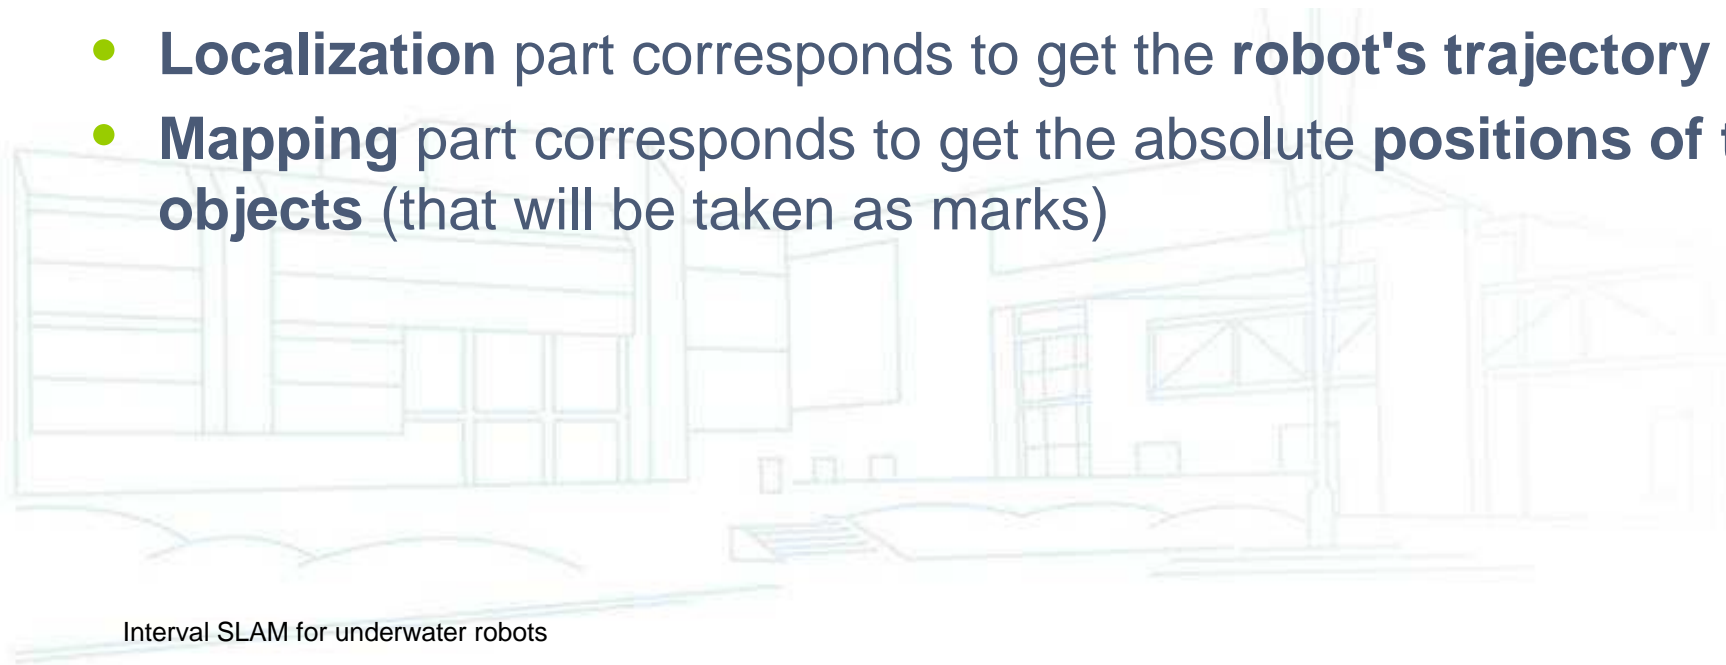 • Localization part corresponds to get the robot's trajectory
• Mapping part corresponds to get the absolute positions of
objects (that will be taken as marks)
Interval SLAM for underwater robots